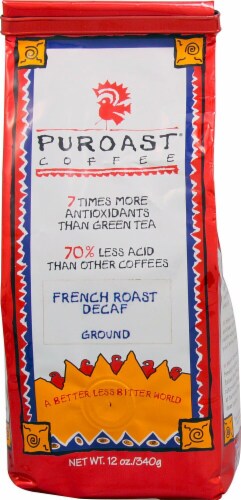 PUROAST
COFFEE
7 TIMES MORE
ANTIOXIDANTS
THAN GREEN TEA
70% LESS ACID
THAN OTHER COFFEES
FRENCH ROAST
DECAF
GROUND
A BETTER, LESS BITTER WORLD
NET WT. 12 oz./340g